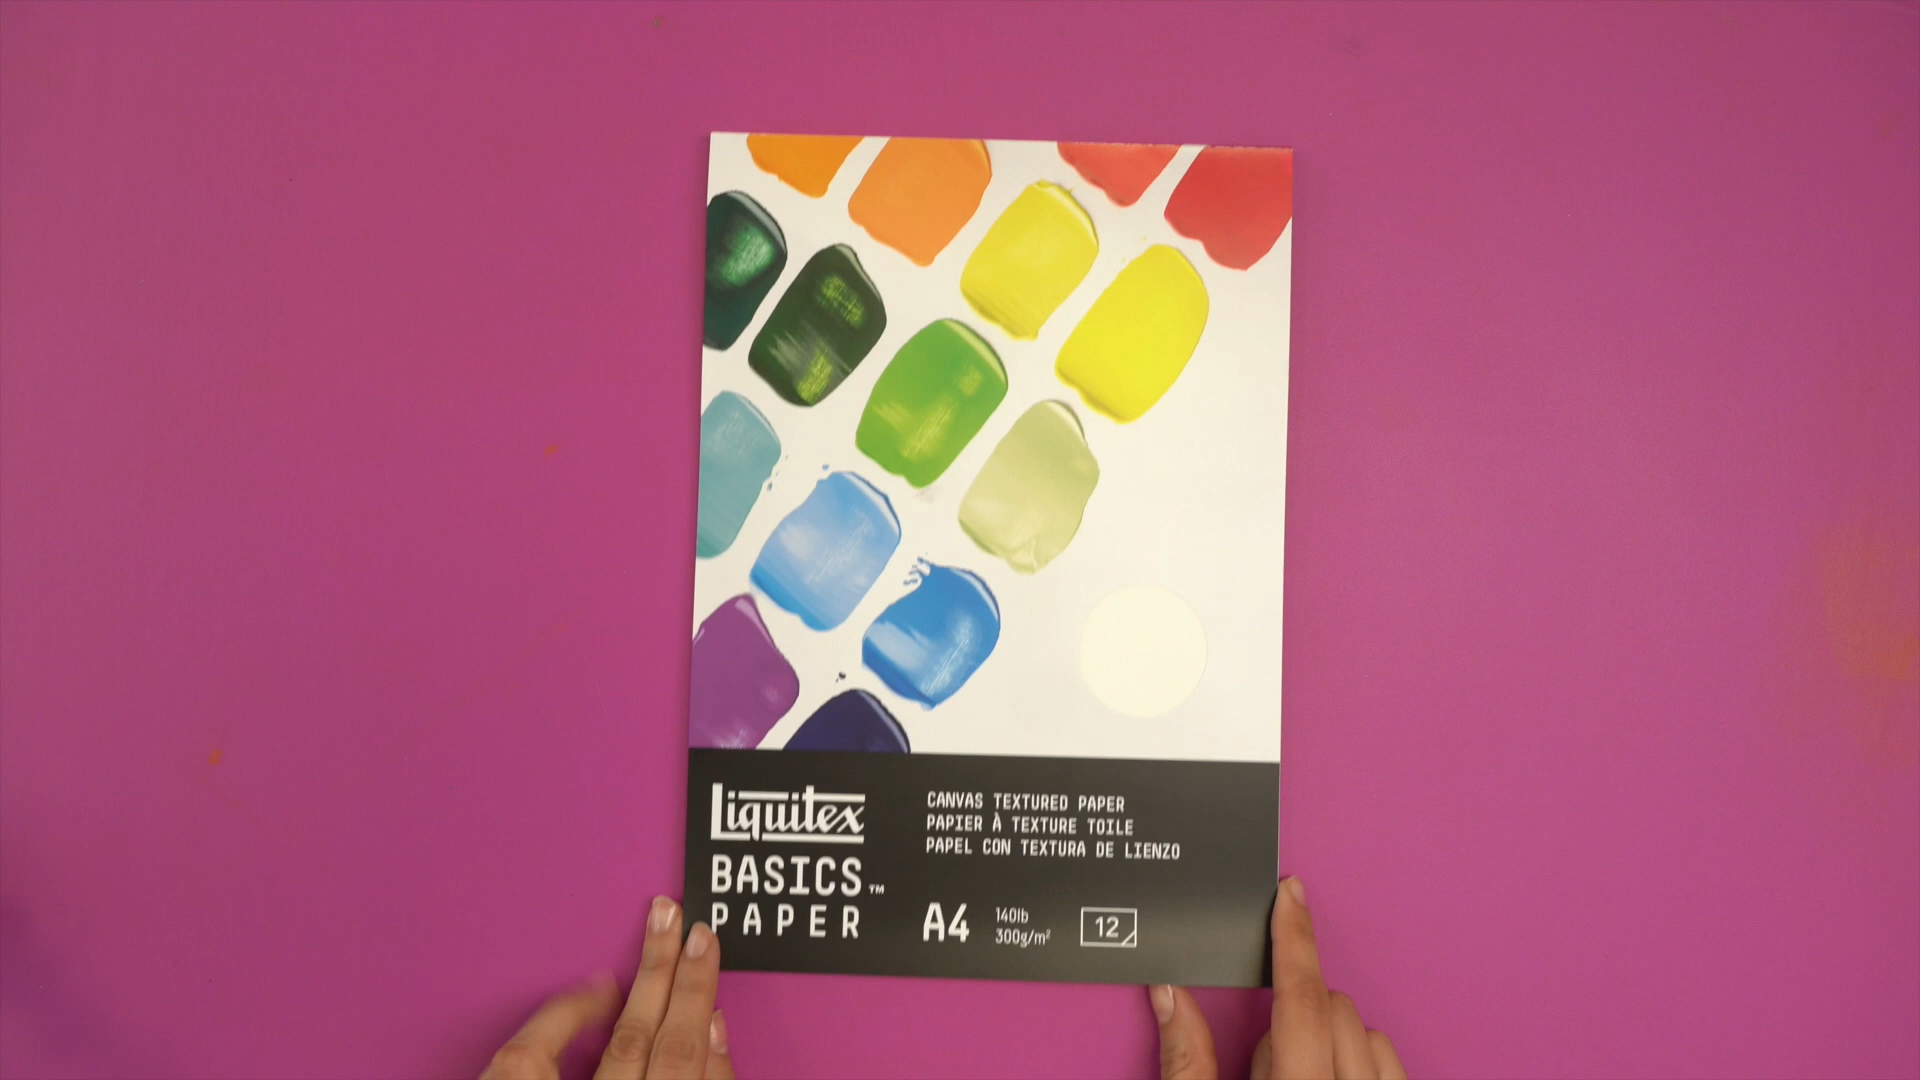 Liquitex
BASICS™
PAPER
CANVAS TEXTURED PAPER
PAPIER À TEXTURE TOILE
PAPEL CON TEXTURA DE LIENZO
A4
140lb
300g/m²
12